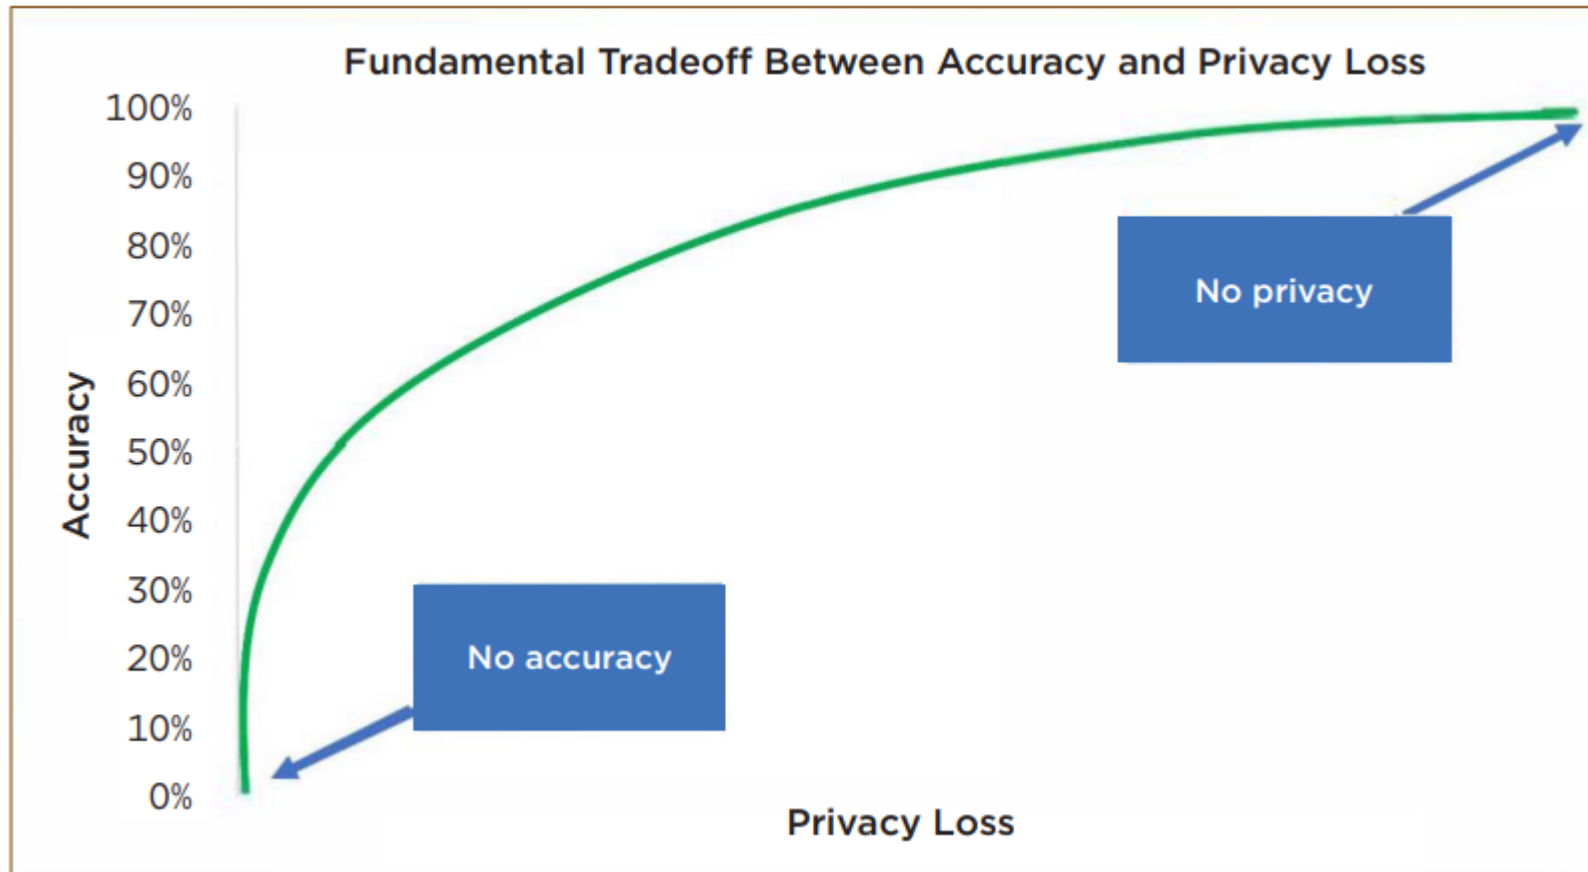 Fundamental Tradeoff Between Accuracy and Privacy Loss
100%
90%
80%
70%
60%
50%
40%
30%
20%
10%
0%
Accuracy
No privacy
No accuracy
Privacy Loss